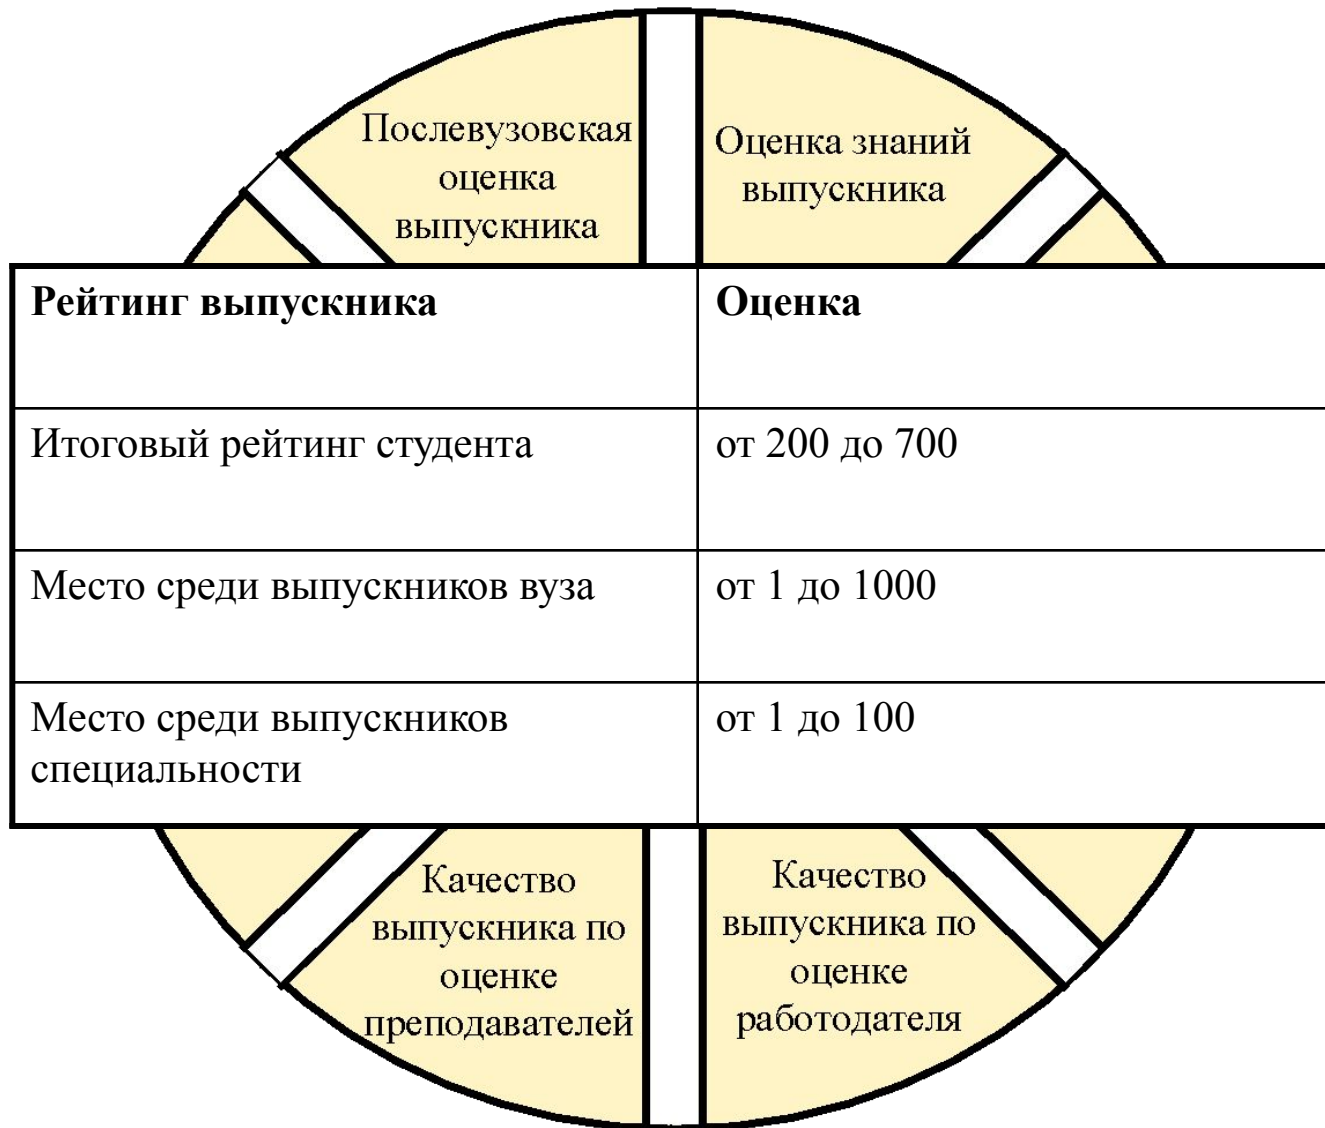 Послевузовская
оценка
выпускника
Оценка знаний
выпускника
Рейтинг выпускника
Оценка
Итоговый рейтинг студента
от 200 до 700
Место среди выпускников вуза
от 1 до 1000
Место среди выпускников
специальности
от 1 до 100
Качество
выпускника по
оценке
преподавателей
Качество
выпускника по
оценке
работодателя